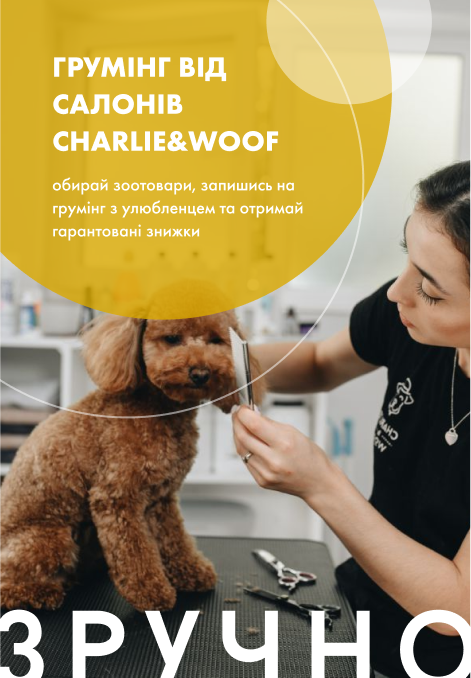 ГРУМІНГ ВІД
САЛОНІВ
CHARLIE&WOOF
обирай зоотовари, запишись на
грумінг з улюбленцем та отримай
гарантовані знижки
ЗРУЧНО